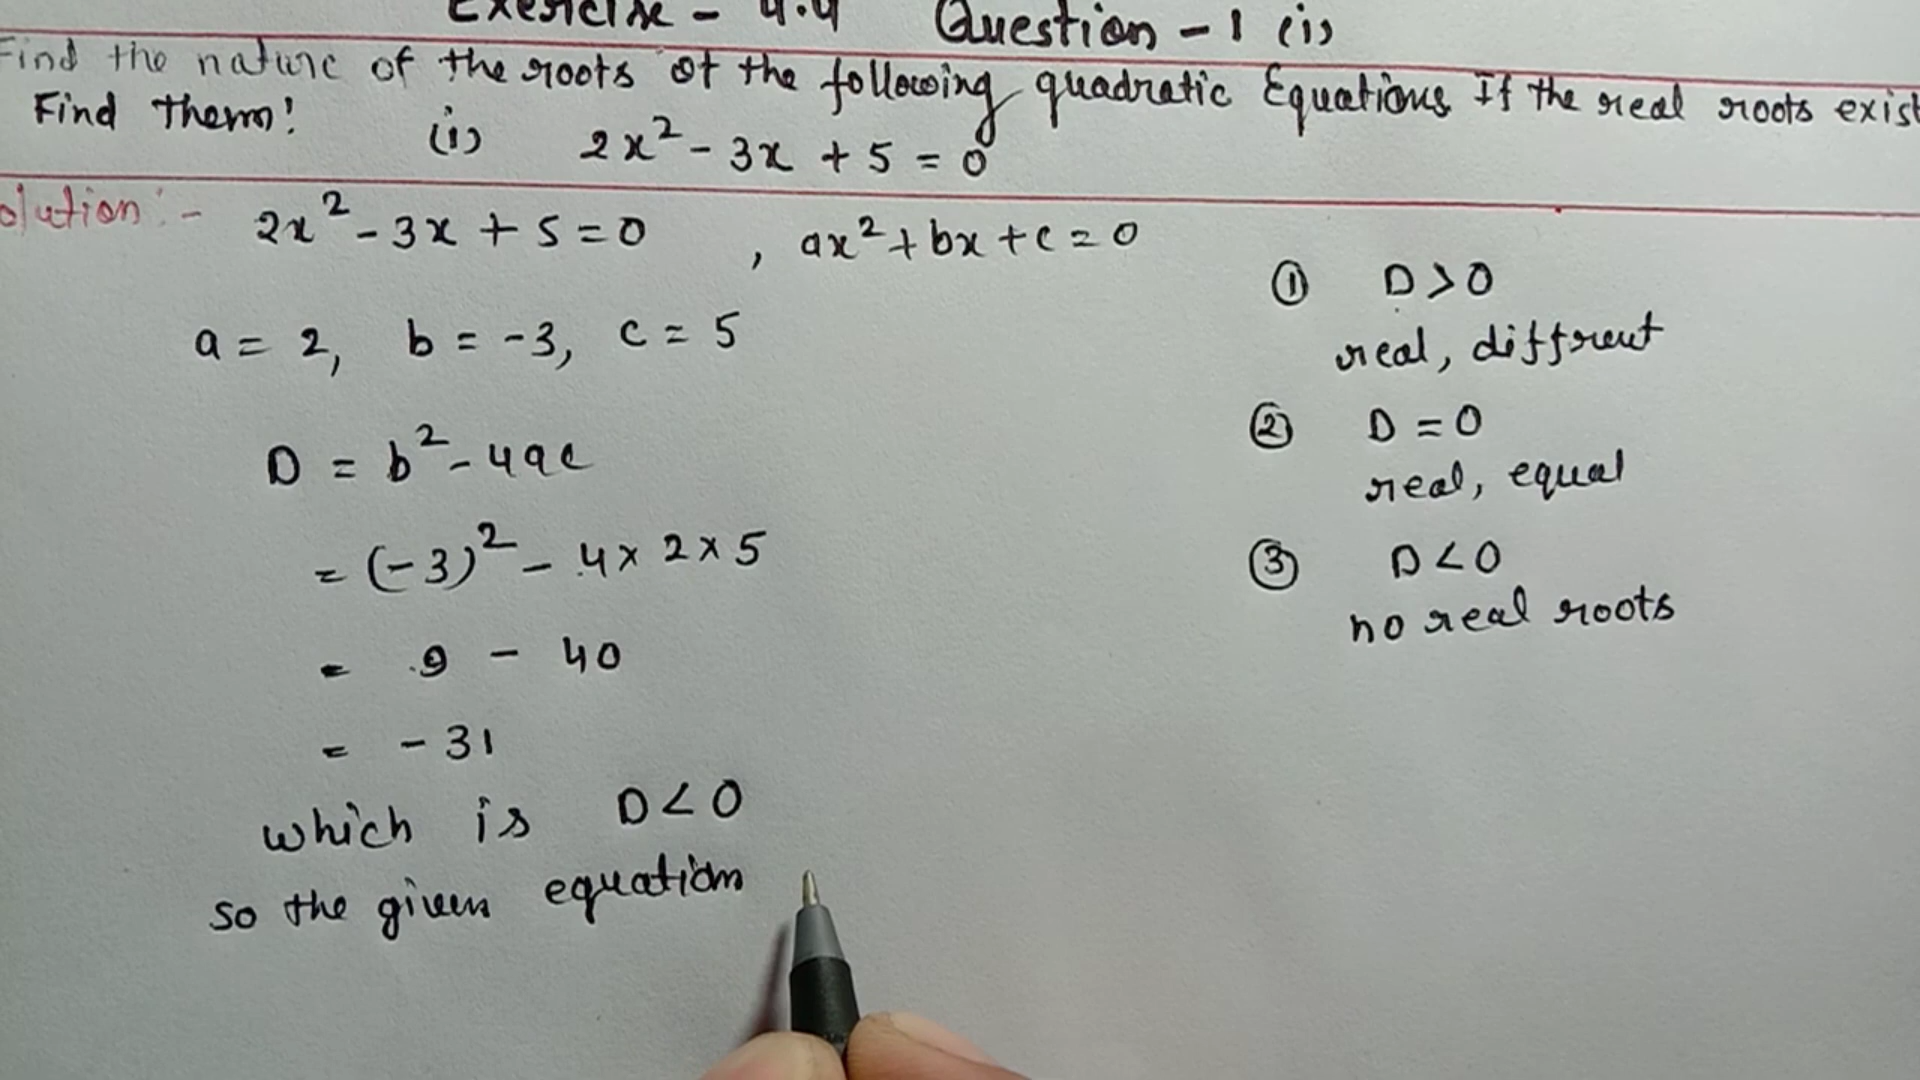 Exercise - 4.4 Question - 1 (i)
Find the nature of the roots of the following quadratic Equations If the real roots exist
Find them!
(i) 2x² - 3x + 5 = 0
olution :- 2x² - 3x + 5 = 0 , ax² + bx + c = 0
a = 2, b = -3, c = 5
D = b² - 4ac
= (-3)² - 4 × 2 × 5
= 9 - 40
= - 31
which is D < 0
so the given equation
① D > 0
real, diffrent
② D = 0
real, equal
③ D < 0
no real roots